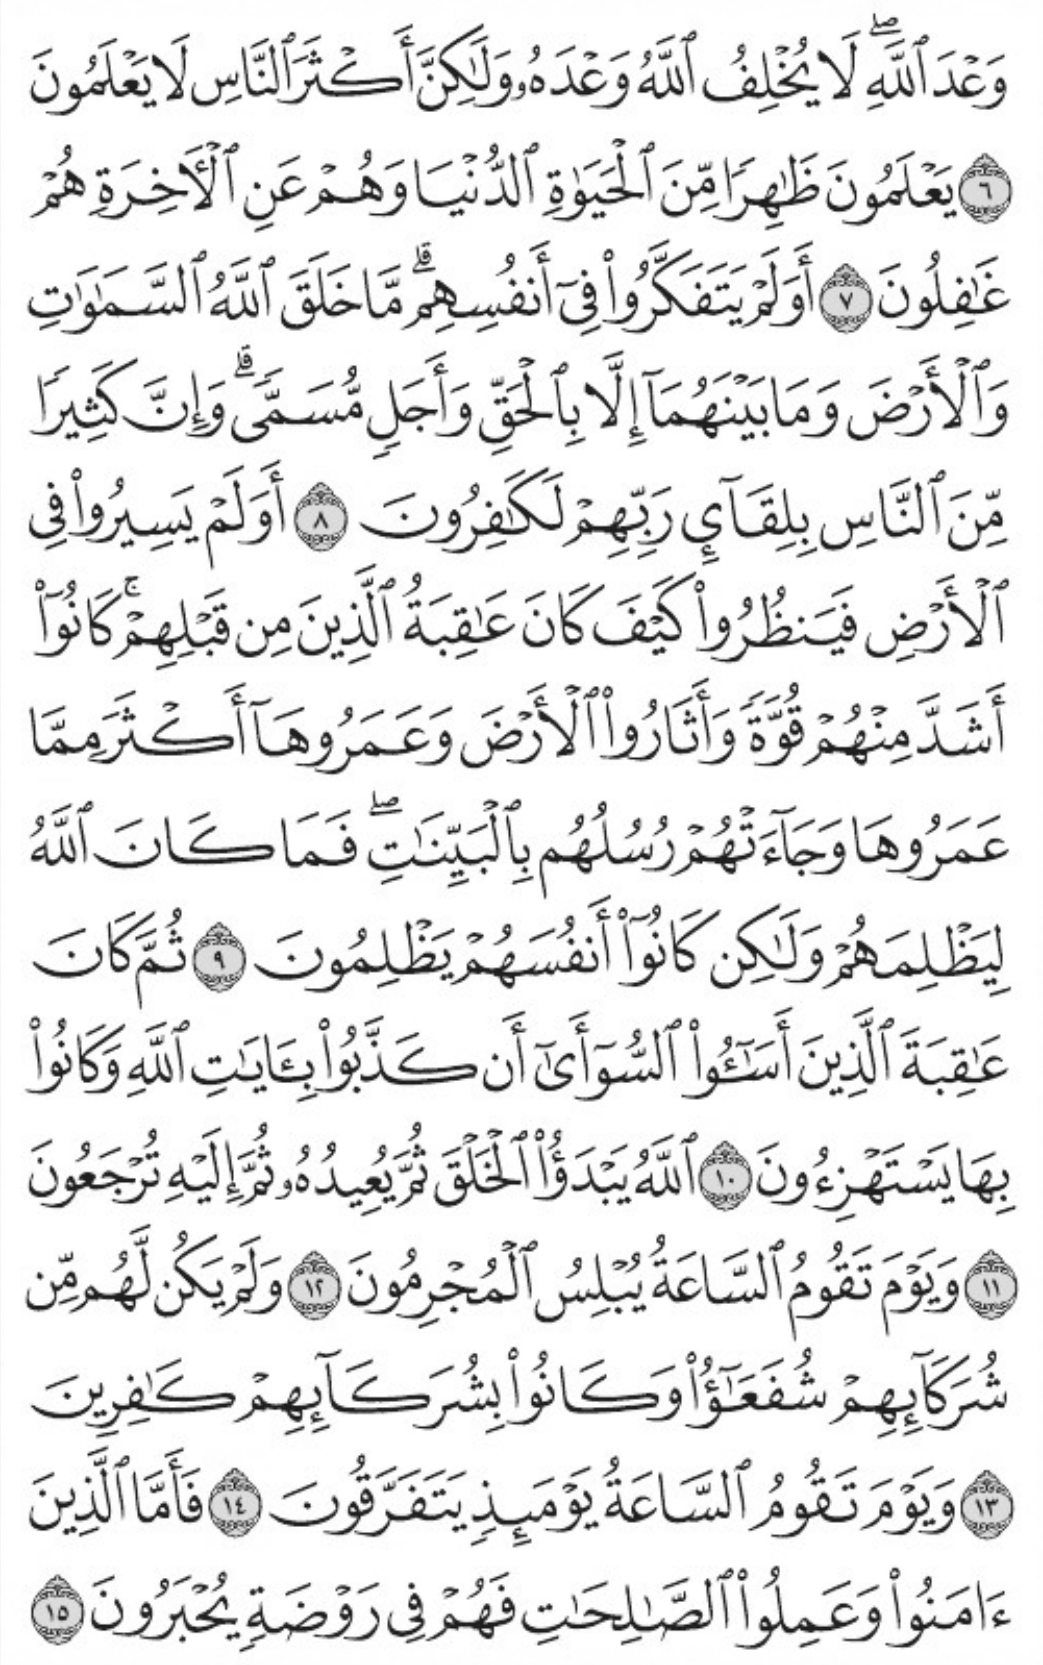 وَعْدَ ٱللَّهِۖ لَا يُخْلِفُ ٱللَّهُ وَعْدَهُۥ وَلَٰكِنَّ أَكْثَرَ ٱلنَّاسِ لَا يَعْلَمُونَ
٦ يَعْلَمُونَ ظَٰهِرًا مِّنَ ٱلْحَيَوٰةِ ٱلدُّنْيَا وَهُمْ عَنِ ٱلْأَخِرَةِ هُمْ
غَٰفِلُونَ ٧ أَوَلَمْ يَتَفَكَّرُوا۟ فِىٓ أَنفُسِهِمۗ مَّا خَلَقَ ٱللَّهُ ٱلسَّمَٰوَٰتِ
وَٱلْأَرْضَ وَمَا بَيْنَهُمَآ إِلَّا بِٱلْحَقِّ وَأَجَلٍ مُّسَمًّىۗ وَإِنَّ كَثِيرًا
مِّنَ ٱلنَّاسِ بِلِقَآئِ رَبِّهِمْ لَكَٰفِرُونَ ٨ أَوَلَمْ يَسِيرُوا۟ فِى
ٱلْأَرْضِ فَيَنظُرُوا۟ كَيْفَ كَانَ عَٰقِبَةُ ٱلَّذِينَ مِن قَبْلِهِمْۚ كَانُوٓا۟
أَشَدَّ مِنْهُمْ قُوَّةً وَأَثَارُوا۟ ٱلْأَرْضَ وَعَمَرُوهَآ أَكْثَرَ مِمَّا
عَمَرُوهَا وَجَآءَتْهُمْ رُسُلُهُم بِٱلْبَيِّنَٰتِۖ فَمَا كَانَ ٱللَّهُ
لِيَظْلِمَهُمْ وَلَٰكِن كَانُوٓا۟ أَنفُسَهُمْ يَظْلِمُونَ ٩ ثُمَّ كَانَ
عَٰقِبَةَ ٱلَّذِينَ أَسَٰٓـُٔوا۟ ٱلسُّوٓأَىٰٓ أَن كَذَّبُوا۟ بِـَٔايَٰتِ ٱللَّهِ وَكَانُوا۟
بِهَا يَسْتَهْزِءُونَ ١٠ ٱللَّهُ يَبْدَؤُا۟ ٱلْخَلْقَ ثُمَّ يُعِيدُهُۥ ثُمَّ إِلَيْهِ تُرْجَعُونَ
١١ وَيَوْمَ تَقُومُ ٱلسَّاعَةُ يُبْلِسُ ٱلْمُجْرِمُونَ ١٢ وَلَمْ يَكُن لَّهُم مِّن
شُرَكَآئِهِمْ شُفَعَٰٓؤُا۟ وَكَانُوا۟ بِشُرَكَآئِهِمْ كَٰفِرِينَ
١٣ وَيَوْمَ تَقُومُ ٱلسَّاعَةُ يَوْمَئِذٍ يَتَفَرَّقُونَ ١٤ فَأَمَّا ٱلَّذِينَ
ءَامَنُوا۟ وَعَمِلُوا۟ ٱلصَّٰلِحَٰتِ فَهُمْ فِى رَوْضَةٍ يُحْبَرُونَ ١٥